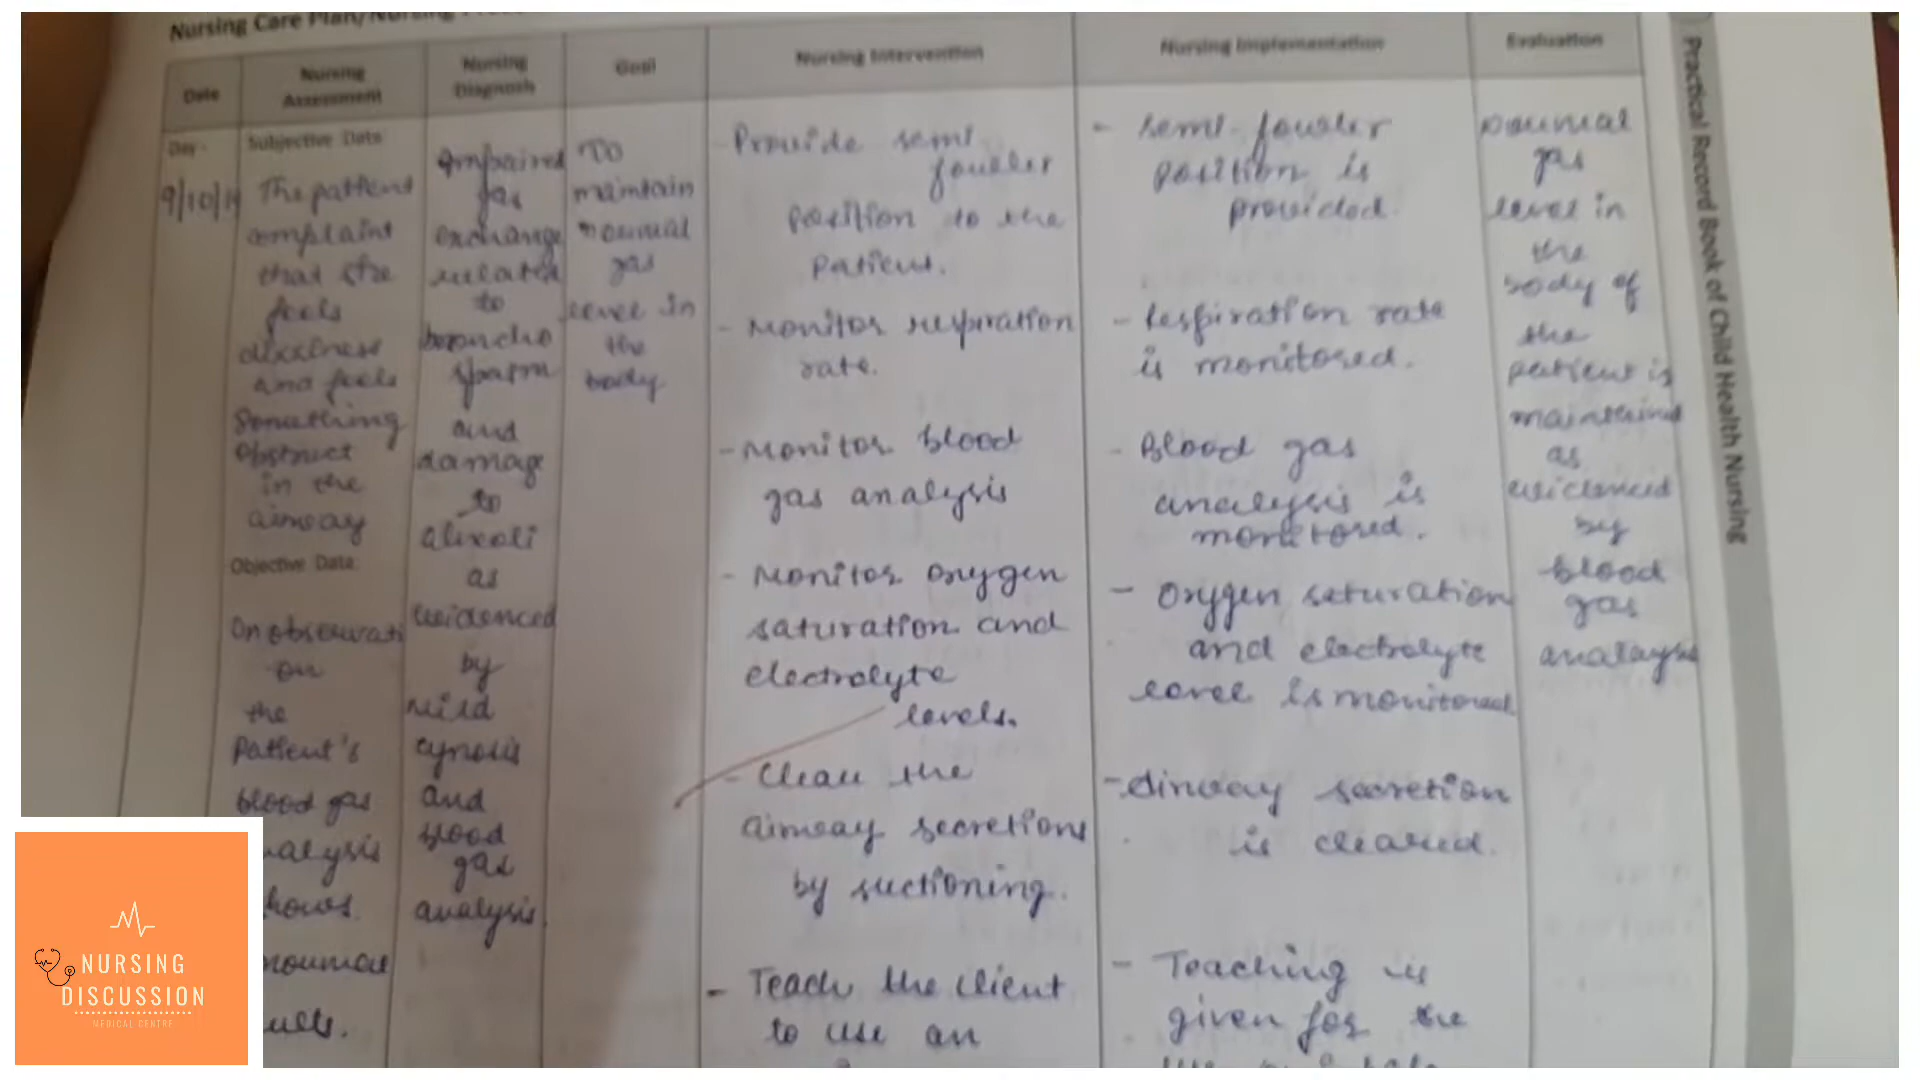 Nursing Care Plan/Nursing
Date
Nursing
Assessment
Nursing
Diagnosis
Goal
Nursing Intervention
Nursing Implementation
Evaluation
Day -
9/10/
Subjective Data
The patient
complaint
that she
feels
dizziness
and feels
Something
Obstruct
in the
airway
Objective Data:
On observati
on
the
Patient's
blood gas
alysis
hows
ults.
Impaired
gas
exchange
related
to
broncho
spasm
and
damage
to
alveoli
as
evidenced
by
mild
cynosis
and
blood
gas
analysis.
To
maintain
normal
gas
level in
the
body
Provide semi
fowler
position to the
patient.
- Monitor respiration
rate.
- Monitor blood
gas analysis
- Monitor oxygen
saturation and
electrolyte
levels.
- Clear the
airway secretions
by suctioning.
- Teach the client
to use an
- Semi-fowler
position is
provided.
- Respiration rate
is monitored.
- Blood gas
analysis is
monitored.
- Oxygen saturation
and electrolyte
level is monitored
- Airway secretion
is cleared.
- Teaching is
given for the
Normal
gas
level in
the
body of
the
patient is
maintained
as
evidenced
by
blood
gas
analaysis
Practical Record Book of Child Health Nursing
NURSING
DISCUSSION
MEDICAL CENTRE